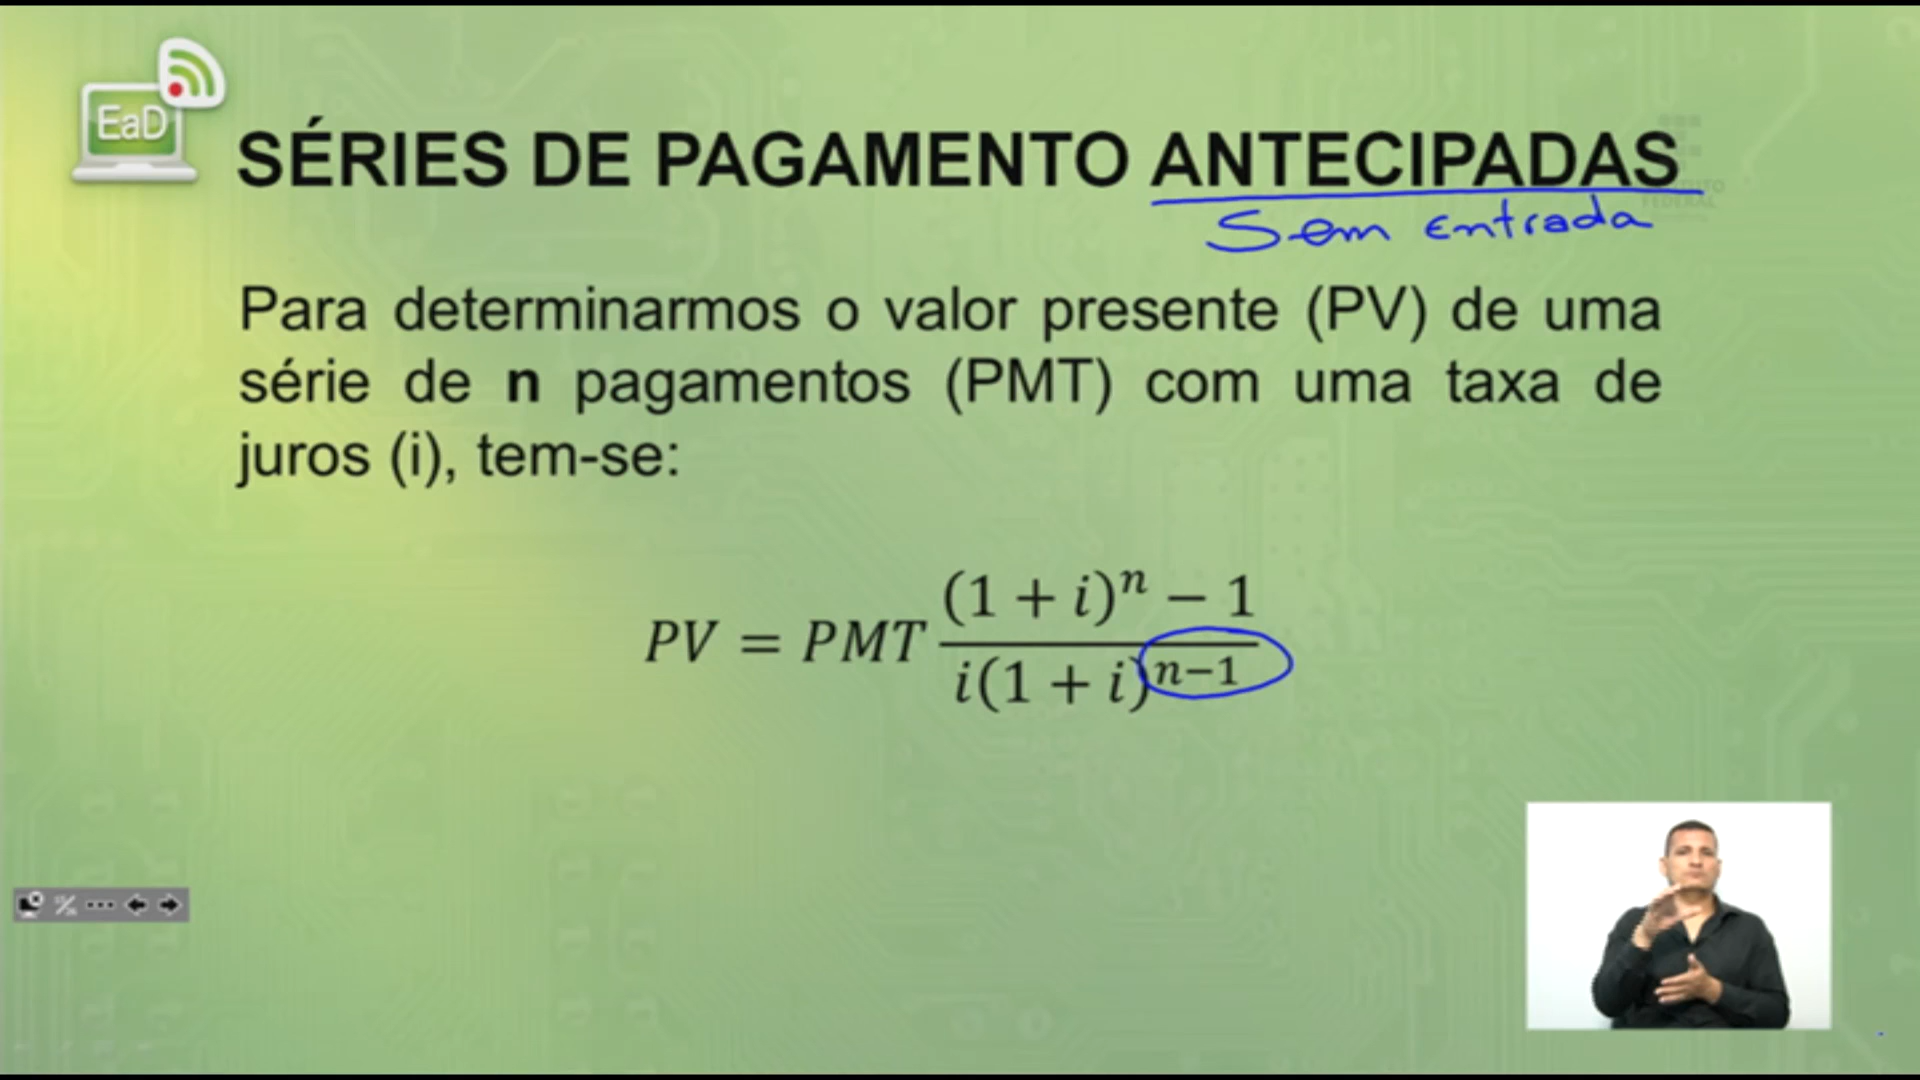 EaD
SÉRIES DE PAGAMENTO ANTECIPADAS
Sem Entrada
Para determinarmos o valor presente (PV) de uma
série de n pagamentos (PMT) com uma taxa de
juros (i), tem-se:
PV = PMT \frac{(1 + i)^n − 1}{i(1 + i)^{n−1}}